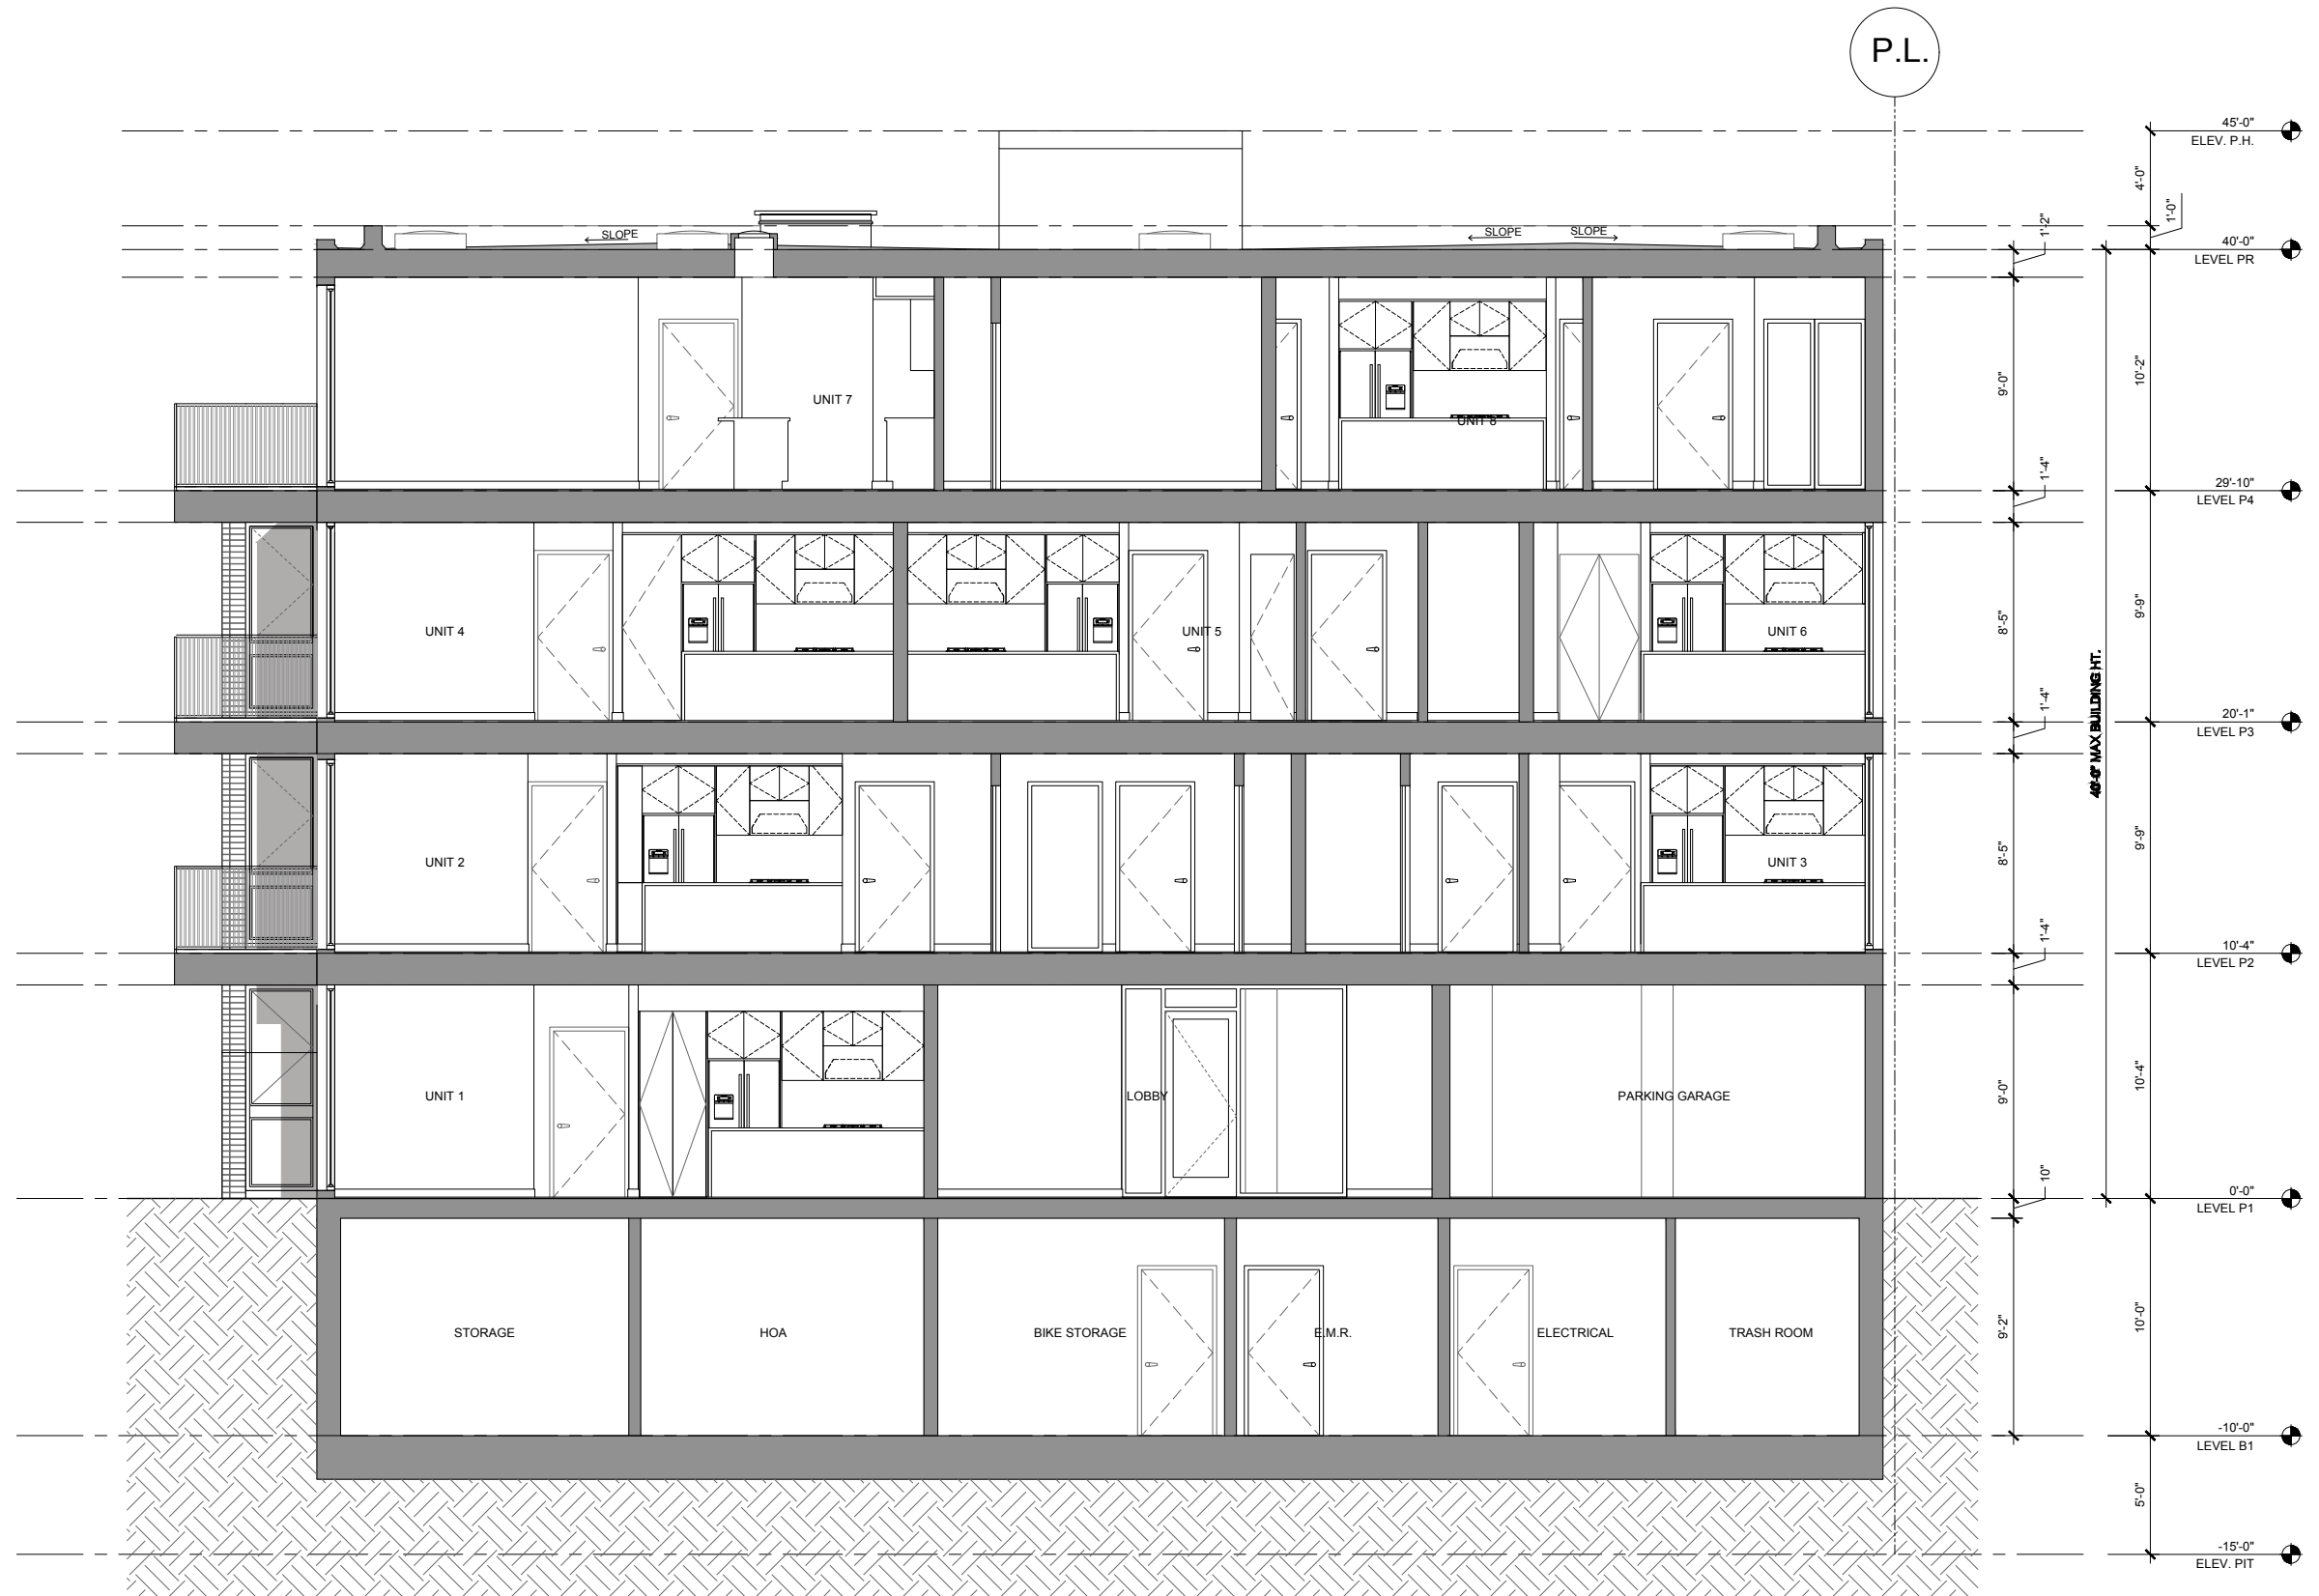 P.L.
45'-0"
ELEV. P.H.
4'-0"
1'-0"
1'-2"
SLOPE
SLOPE
SLOPE
40'-0"
LEVEL PR
9'-0"
10'-2"
UNIT 7
UNIT 8
1'-4"
29'-10"
LEVEL P4
8'-5"
9'-9"
UNIT 4
UNIT 5
UNIT 6
MAX BUILDING HT.
1'-4"
20'-1"
LEVEL P3
8'-5"
9'-9"
UNIT 2
UNIT 3
1'-4"
10'-4"
LEVEL P2
9'-0"
10'-4"
UNIT 1
LOBBY
PARKING GARAGE
10"
0'-0"
LEVEL P1
9'-2"
10'-0"
STORAGE
HOA
BIKE STORAGE
E.M.R.
ELECTRICAL
TRASH ROOM
-10'-0"
LEVEL B1
5'-0"
-15'-0"
ELEV. PIT